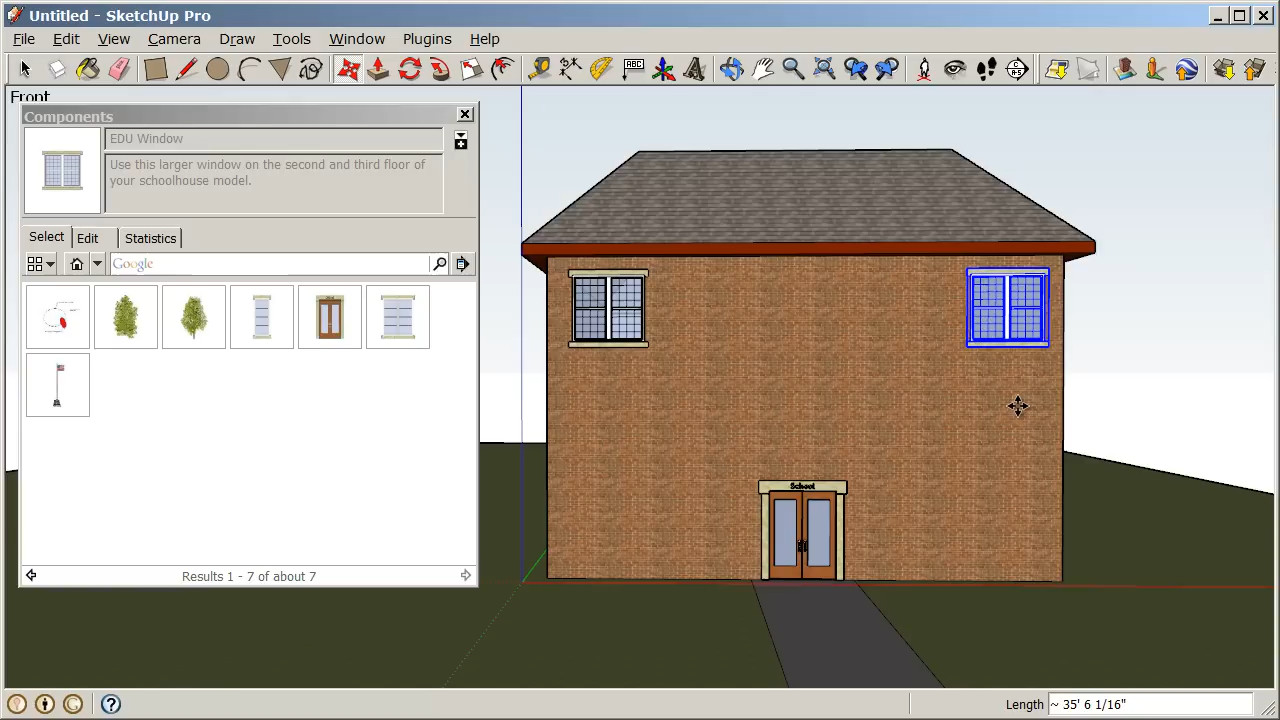 Untitled - SketchUp Pro
File Edit View Camera Draw Tools Window Plugins Help
ABC
A-5
Front
Components
EDU Window
Use this larger window on the second and third floor of
your schoolhouse model.
Select Edit Statistics
Google
School
Results 1 - 7 of about 7
Length ~ 35' 6 1/16"